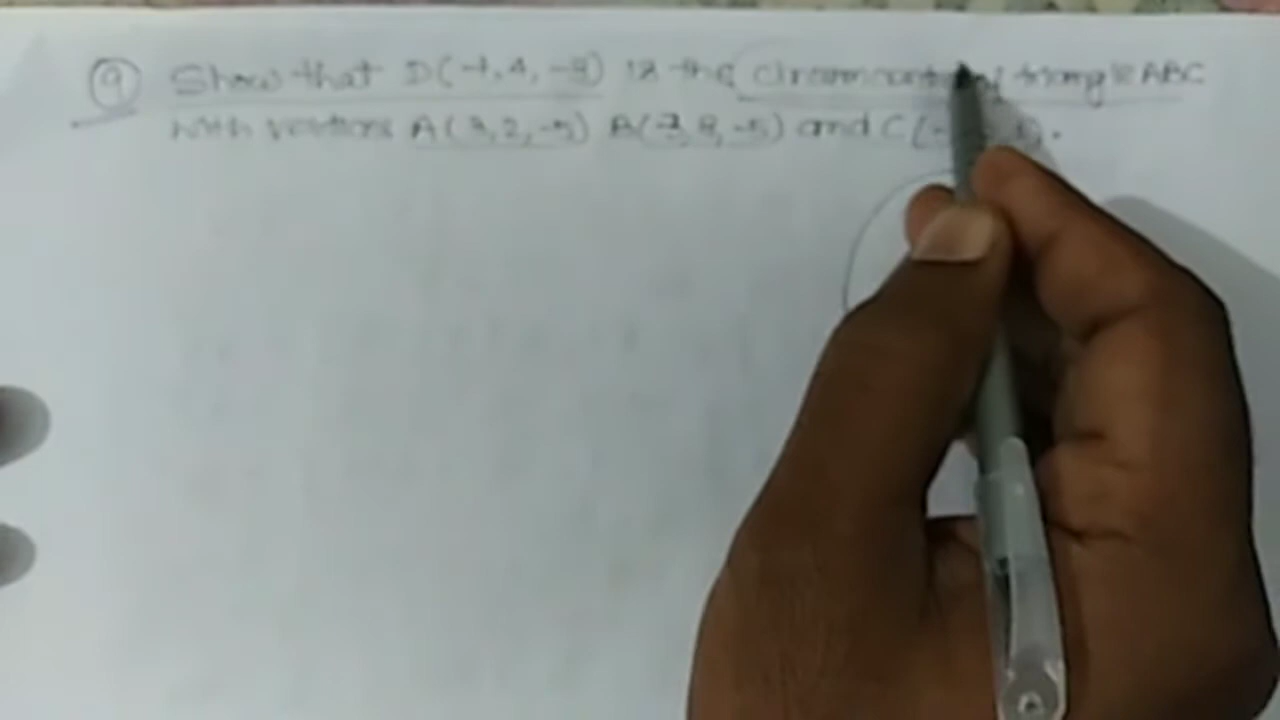 9 Show that D(-1,4,-9) is the circumcentre of triangle ABC
with vertices A(3,2,-5) B(-3,8,-5) and C(